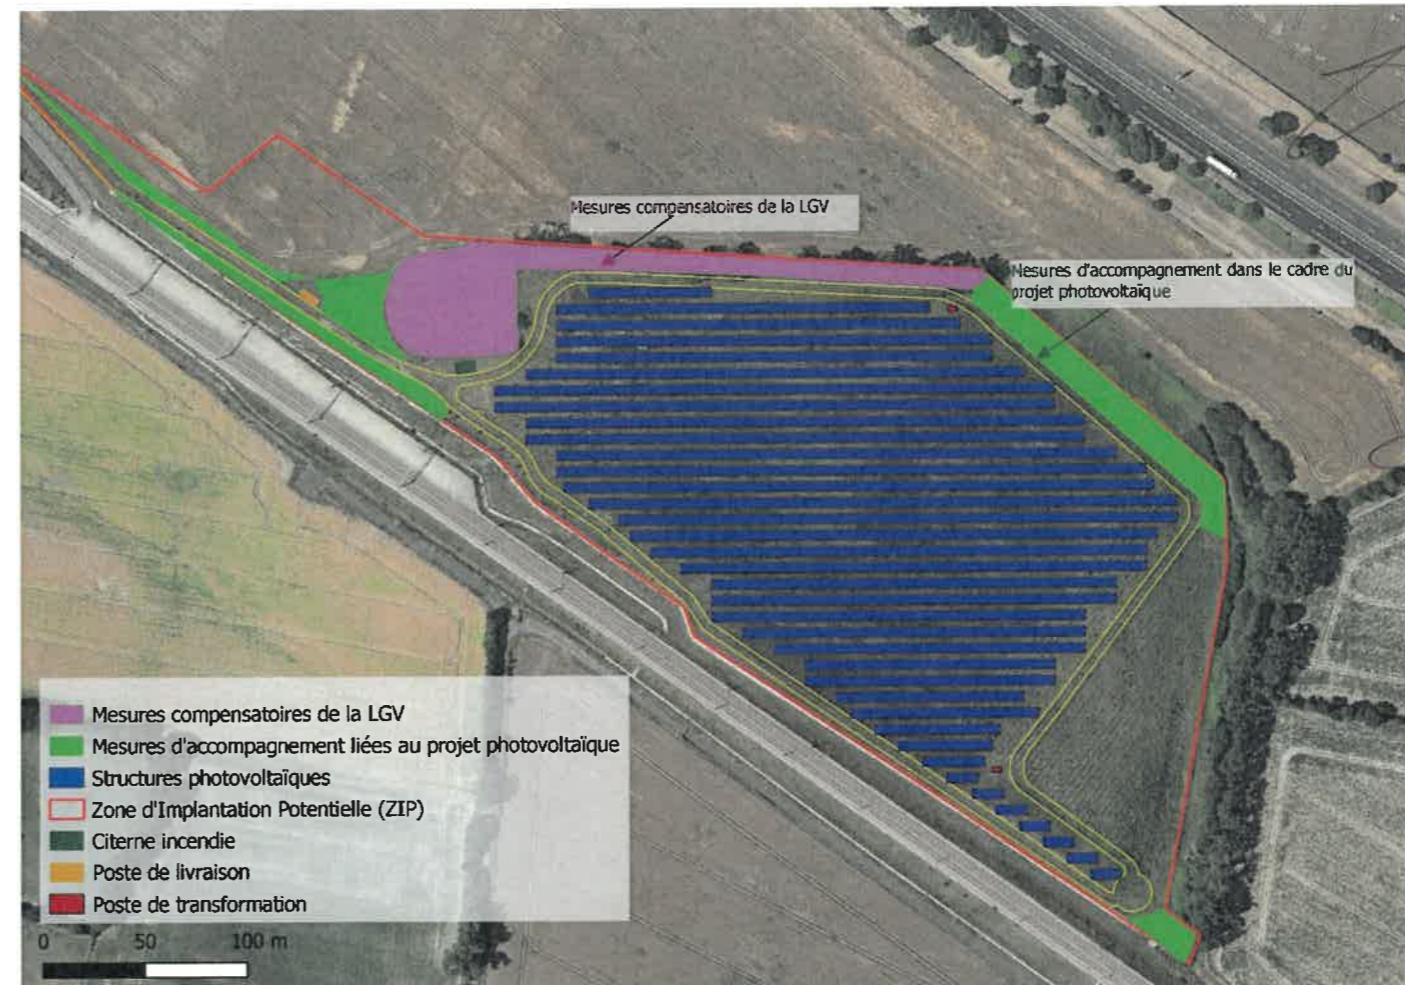 Mesures compensatoires de la LGV
Mesures d'accompagnement dans le cadre du
projet photovoltaïque
Mesures compensatoires de la LGV
Mesures d'accompagnement liées au projet photovoltaïque
Structures photovoltaïques
Zone d'Implantation Potentielle (ZIP)
Citerne incendie
Poste de livraison
Poste de transformation
0 50 100 m